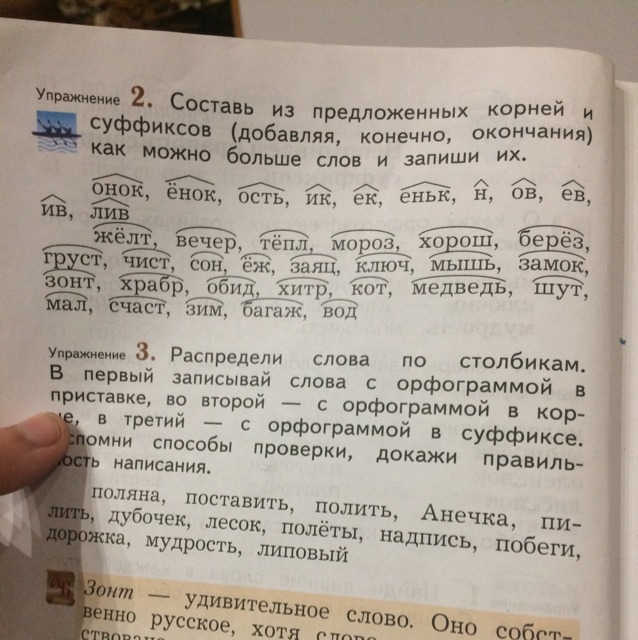 Упражнение 2. Составь из предложенных корней и
суффиксов (добавляя, конечно, окончания)
как можно больше слов и запиши их.
онок, ёнок, ость, ик, ек, еньк, н, ов, ев,
ив, лив
жёлт, вечер, тёпл, мороз, хорош, берёз,
груст, чист, сон, ёж, заяц, ключ, мышь, замок,
зонт, храбр, обид, хитр, кот, медведь, шут,
мал, счаст, зим, багаж, вод
Упражнение 3. Распредели слова по столбикам.
В первый записывай слова с орфограммой в
приставке, во второй — с орфограммой в кор-
не, в третий — с орфограммой в суффиксе.
спомни способы проверки, докажи правиль-
ность написания.
поляна, поставить, полить, Анечка, пи-
лить, дубочек, лесок, полёты, надпись, побеги,
дорожка, мудрость, липовый
Зонт — удивительное слово. Оно собст-
венно русское, хотя слово